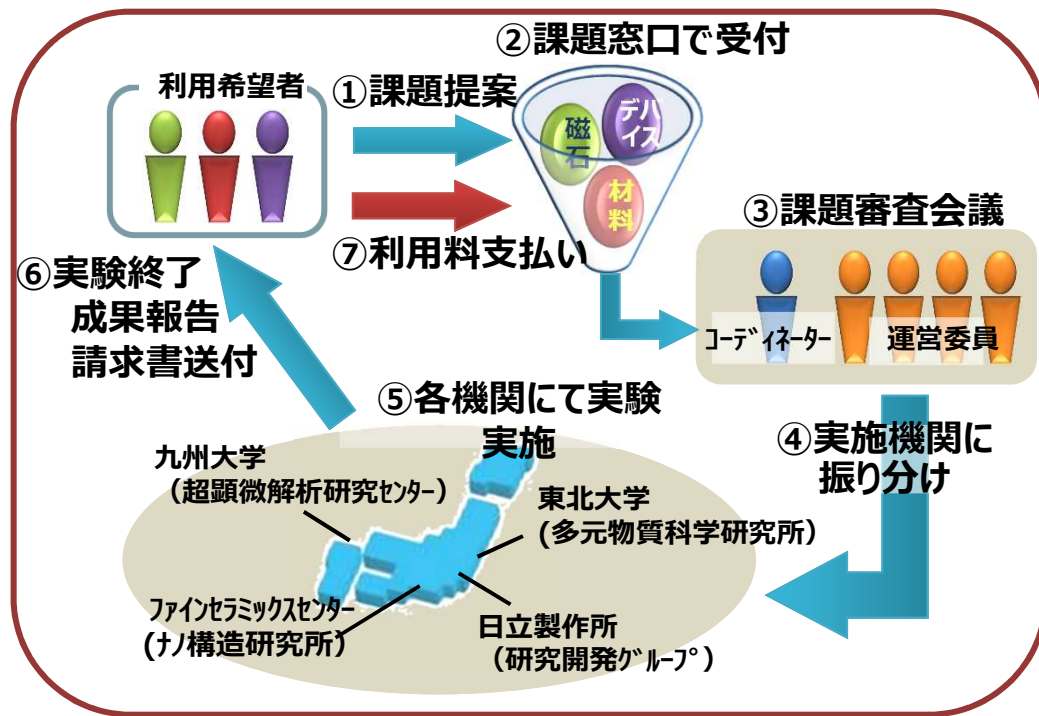 利用希望者
①課題提案
②課題窓口で受付
磁
石
デバ
イス
材
料
⑦利用料支払い
③課題審査会議
コーディネーター
運営委員
④実施機関に
振り分け
⑤各機関にて実験
実施
九州大学
（超顕微解析研究センター）
東北大学
(多元物質科学研究所）
ファインセラミックスセンター
(ナノ構造研究所）
日立製作所
（研究開発グループ）
⑥実験終了
成果報告
請求書送付